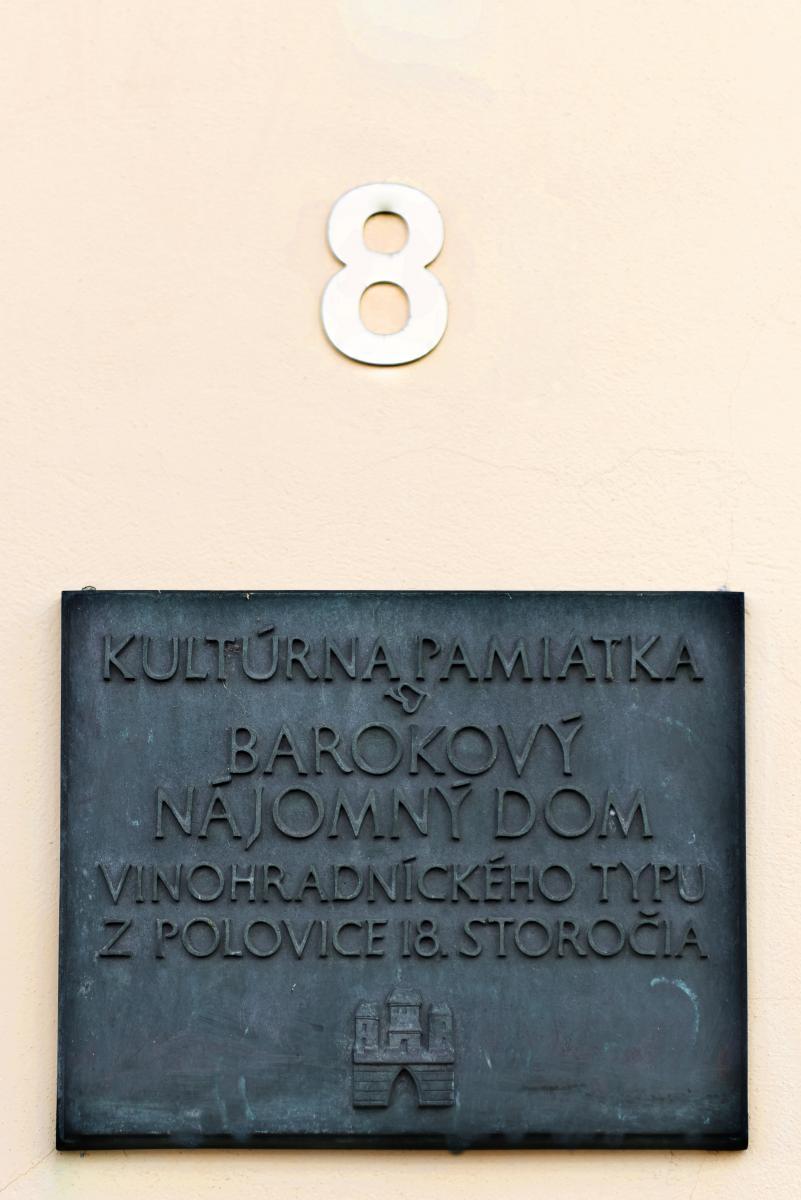 8
KULTÚRNA PAMIATKA
BAROKOVÝ
NÁJOMNÝ DOM
VINOHRADNÍCKÉHO TYPU
Z POLOVICE 18. STOROČIA